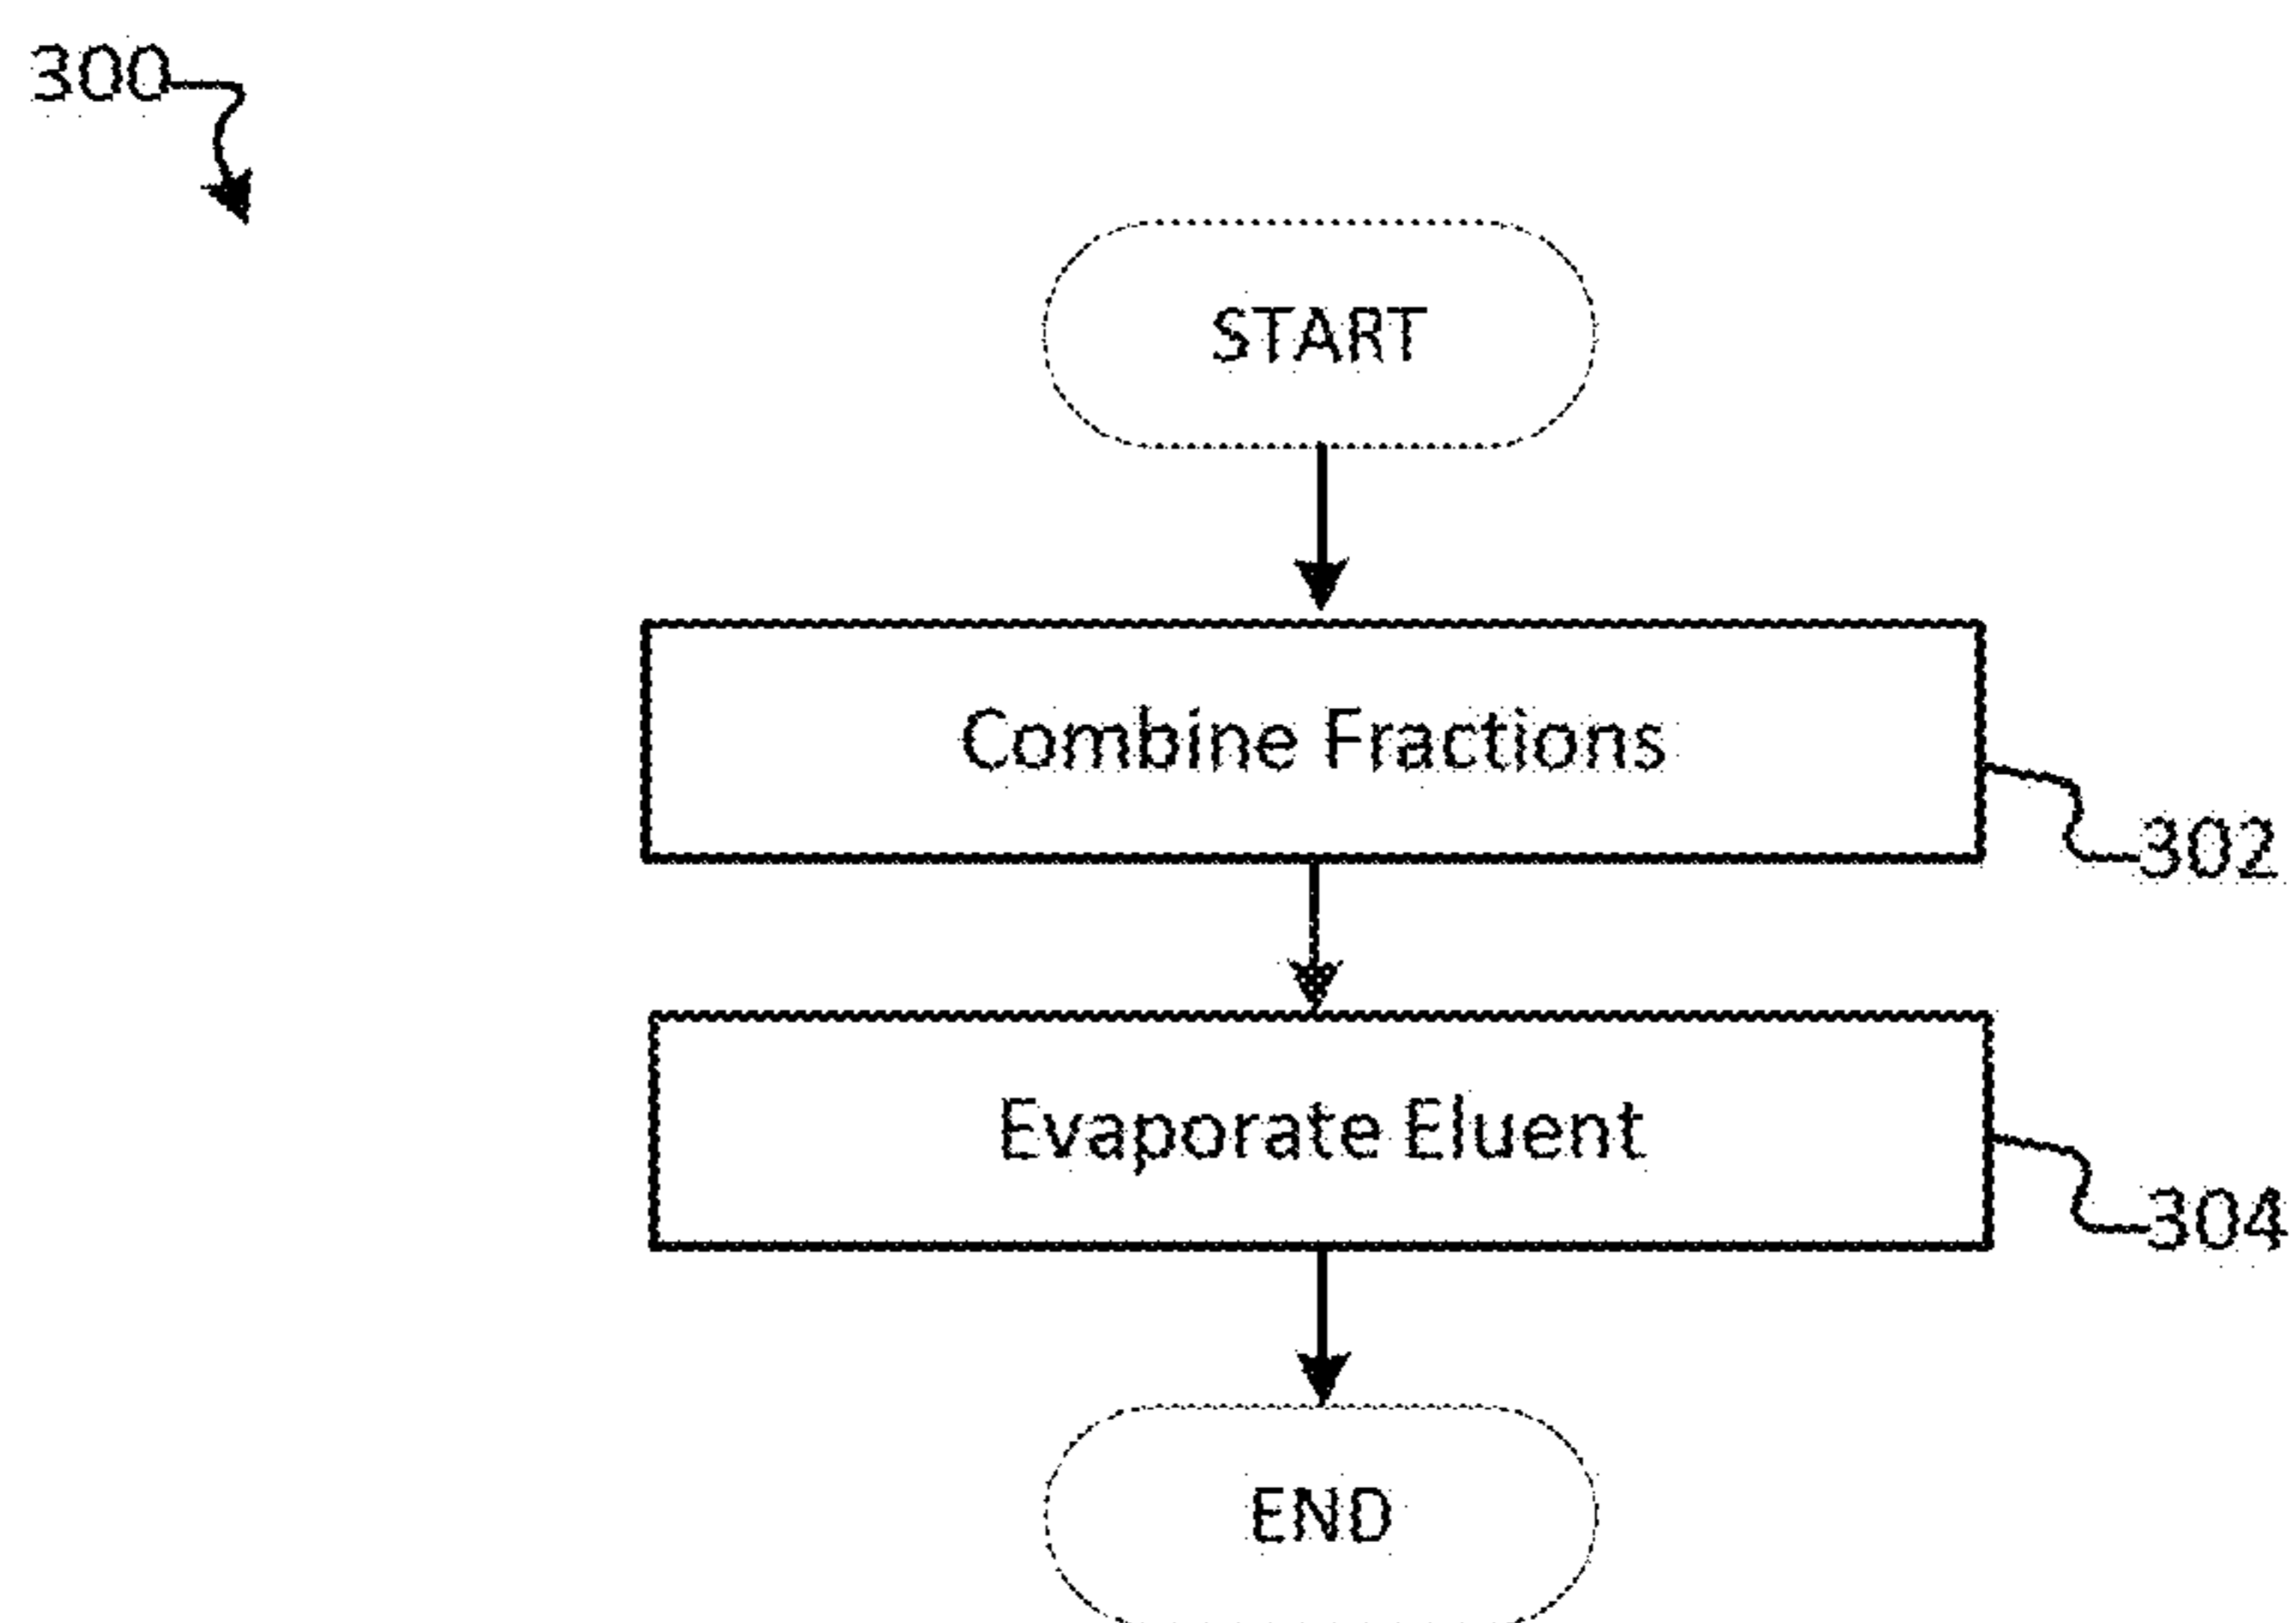 300
START
Combine Fractions
302
Evaporate Eluent
304
END